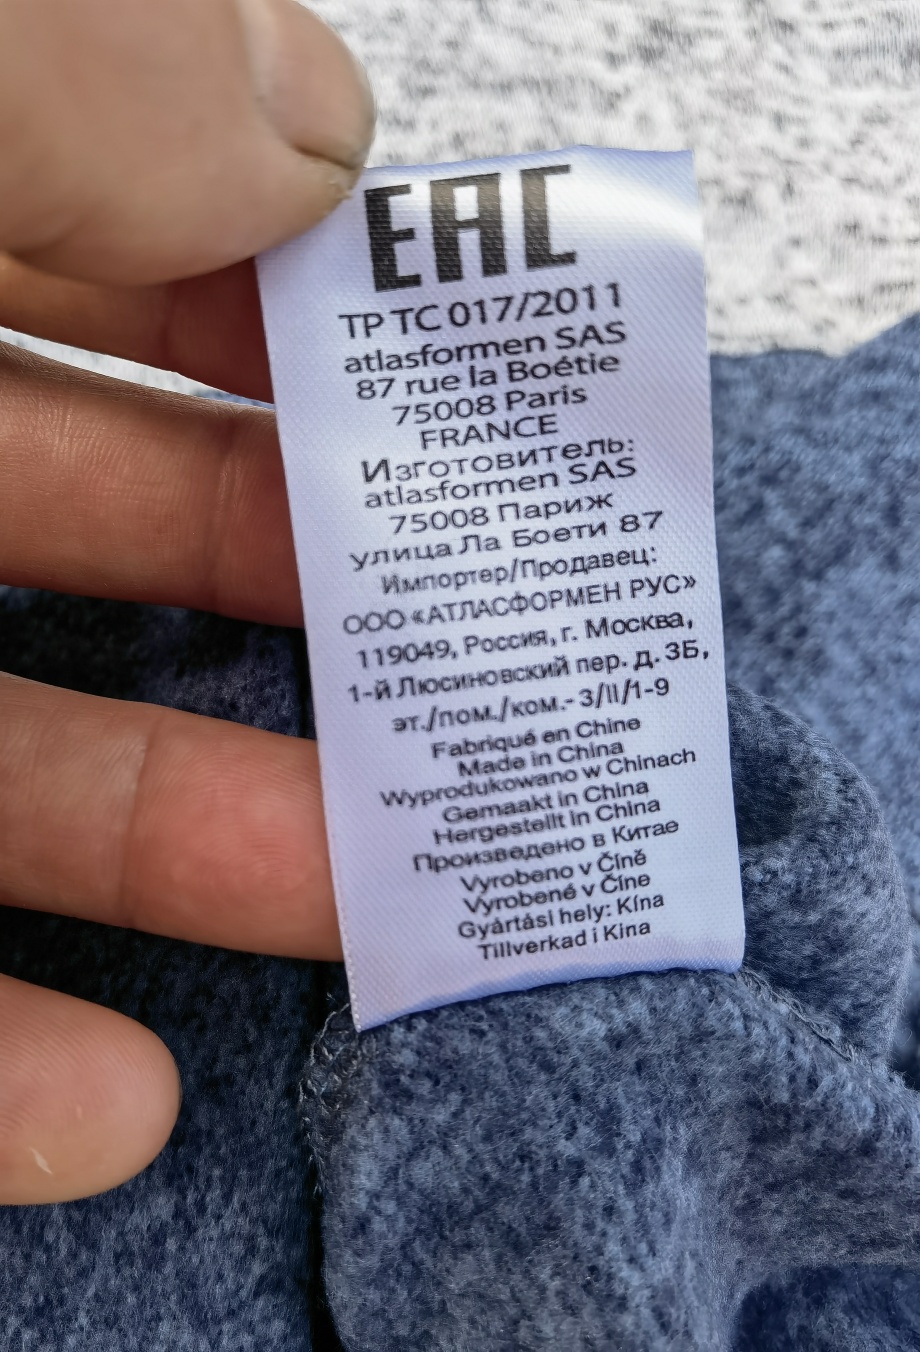 EAC
ТР ТС 017/2011
atlasformen SAS
87 rue la Boétie
75008 Paris
FRANCE
Изготовитель:
atlasformen SAS
75008 Париж
улица Ла Боети 87
Импортер/Продавец:
ООО «АТЛАСФОРМЕН РУС»
119049, Россия, г. Москва,
1-й Люсиновский пер. д. 3Б,
эт./пом./ком.- 3/II/1-9
Fabriqué en Chine
Made in China
Wyprodukowano w Chinach
Gemaakt in China
Hergestellt in China
Произведено в Китае
Vyrobeno v Číně
Vyrobené v Číne
Gyártási hely: Kína
Tillverkad i Kina